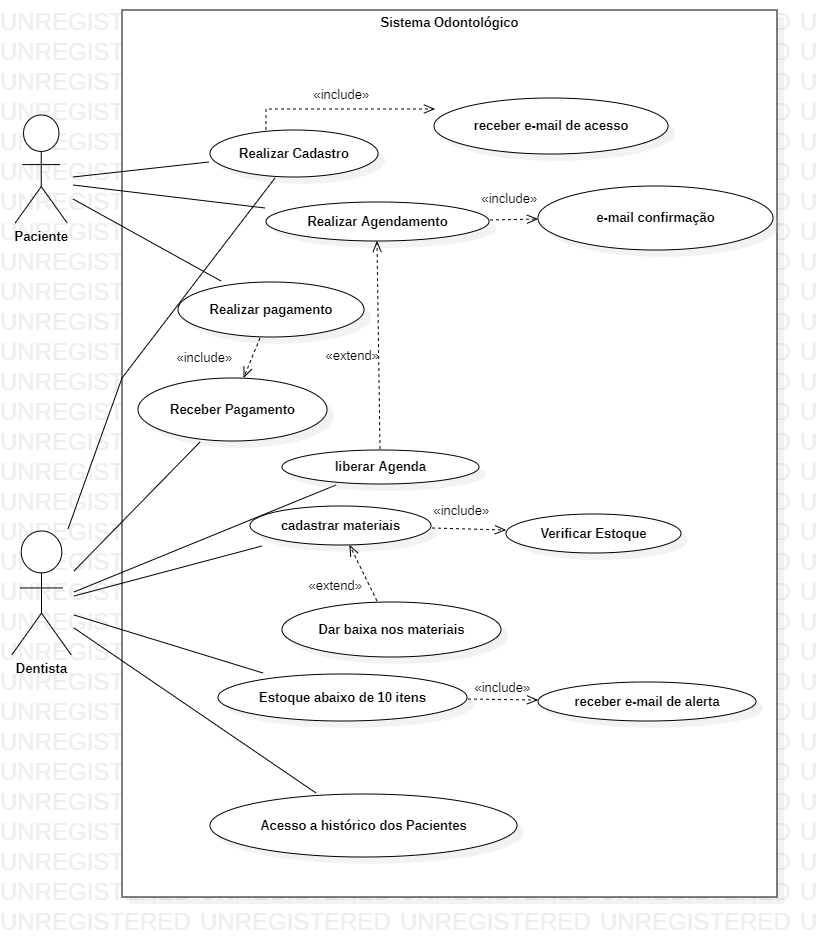 Sistema Odontológico
«include»
receber e-mail de acesso
Realizar Cadastro
«include»
Realizar Agendamento
e-mail confirmação
Paciente
Realizar pagamento
«include»
«extend»
Receber Pagamento
liberar Agenda
«include»
cadastrar materiais
Verificar Estoque
«extend»
Dar baixa nos materiais
Dentista
«include»
Estoque abaixo de 10 itens
receber e-mail de alerta
Acesso a histórico dos Pacientes
UNREGISTERED UNREGISTERED UNREGISTERED UNREGISTERED U